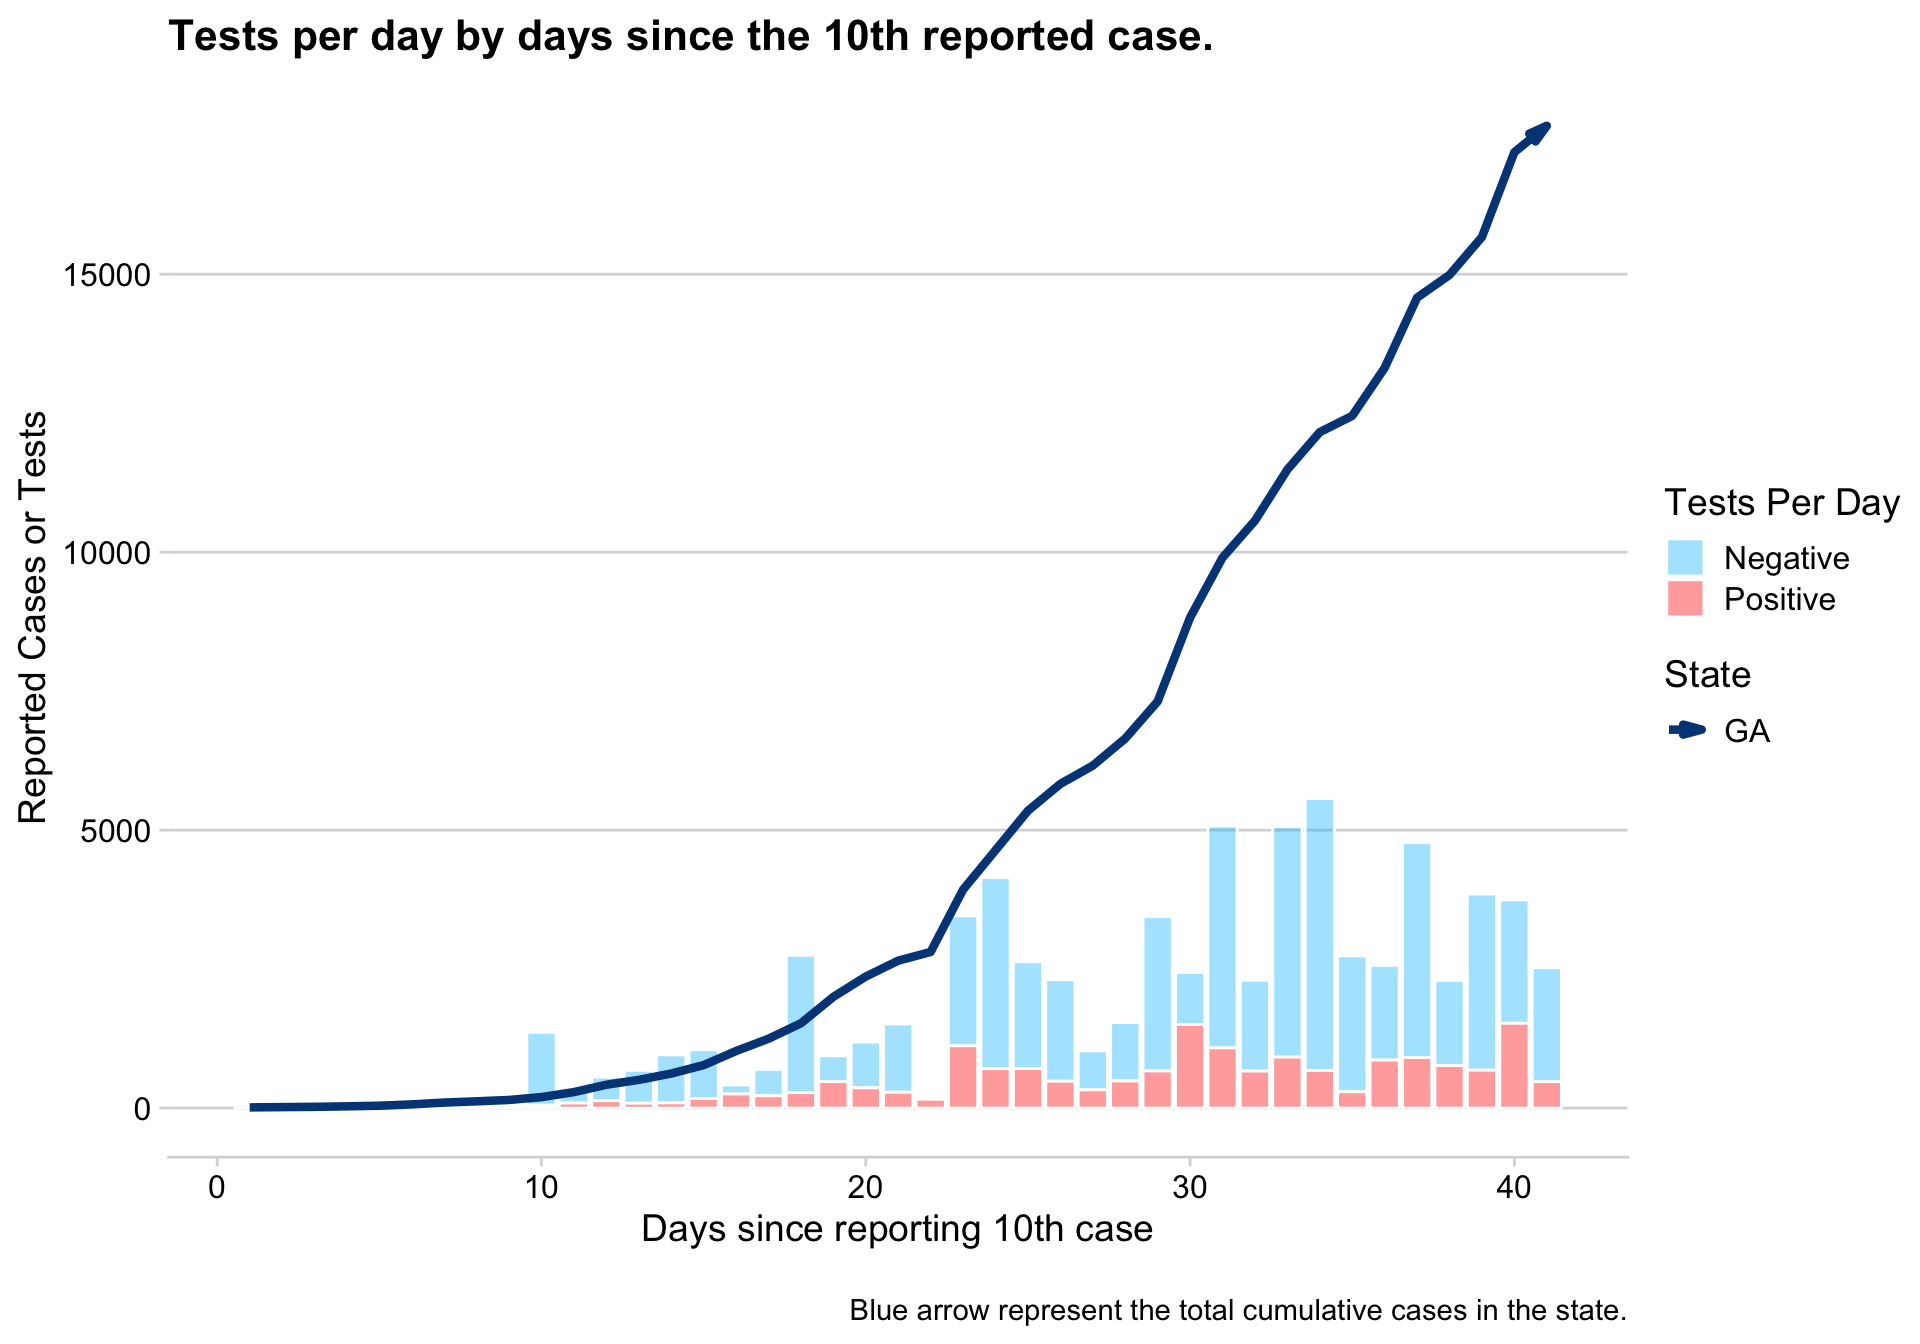 Tests per day by days since the 10th reported case.
Reported Cases or Tests
15000
10000
5000
0
0 10 20 30 40
Days since reporting 10th case
Tests Per Day
Negative
Positive
State
GA
Blue arrow represent the total cumulative cases in the state.